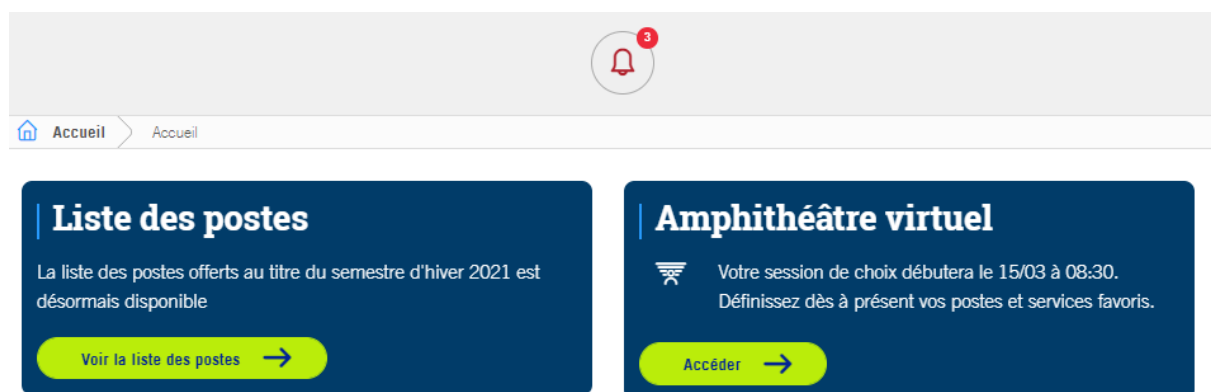 3
Accueil Accueil
Liste des postes
La liste des postes offerts au titre du semestre d'hiver 2021 est
désormais disponible
Voir la liste des postes
Amphithéâtre virtuel
Votre session de choix débutera le 15/03 à 08:30.
Définissez dès à présent vos postes et services favoris.
Accéder